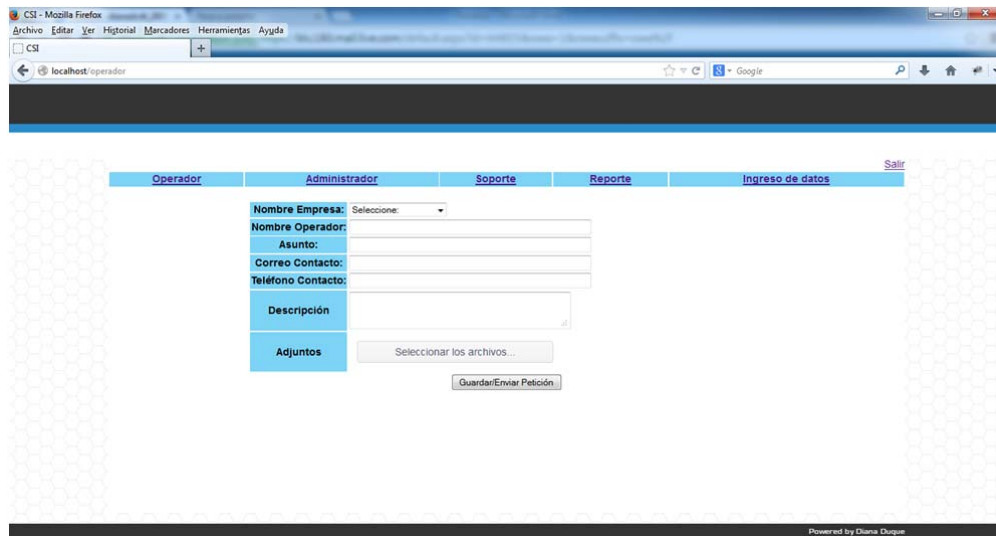 CSI - Mozilla Firefox
Archivo Editar Ver Historial Marcadores Herramientas Ayuda
CSI
localhost/operador
Google
Salir
Operador Administrador Soporte Reporte Ingreso de datos
Nombre Empresa: Seleccione:
Nombre Operador:
Asunto:
Correo Contacto:
Teléfono Contacto:
Descripción
Adjuntos Seleccionar los archivos...
Guardar/Enviar Petición
Powered by Diana Duque